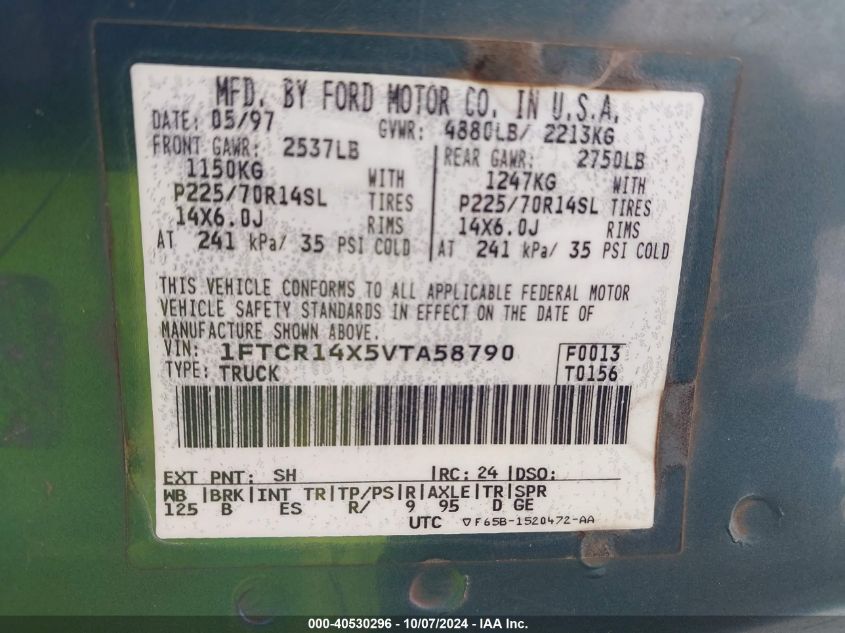 MFD. BY FORD MOTOR CO. IN U.S.A.
DATE: 05/97 GVWR: 4880LB/ 2213KG
FRONT GAWR: 2537LB REAR GAWR: 2750LB
1150KG WITH 1247KG WITH
P225/70R14SL TIRES P225/70R14SL TIRES
14X6.0J RIMS 14X6.0J RIMS
AT 241 kPa/ 35 PSI COLD AT 241 kPa/ 35 PSI COLD
THIS VEHICLE CONFORMS TO ALL APPLICABLE FEDERAL MOTOR
VEHICLE SAFETY STANDARDS IN EFFECT ON THE DATE OF
MANUFACTURE SHOWN ABOVE.
VIN: 1FTCR14X5VTA58790 F0013
TYPE: TRUCK T0156
EXT PNT: SH RC: 24 DSO:
WB BRK INT TR TP/PS R AXLE TR SPR
125 B ES R/ 9 95 D GE
UTC ▽F65B-1520472-AA
000-40530296 - 10/07/2024 - IAA Inc.